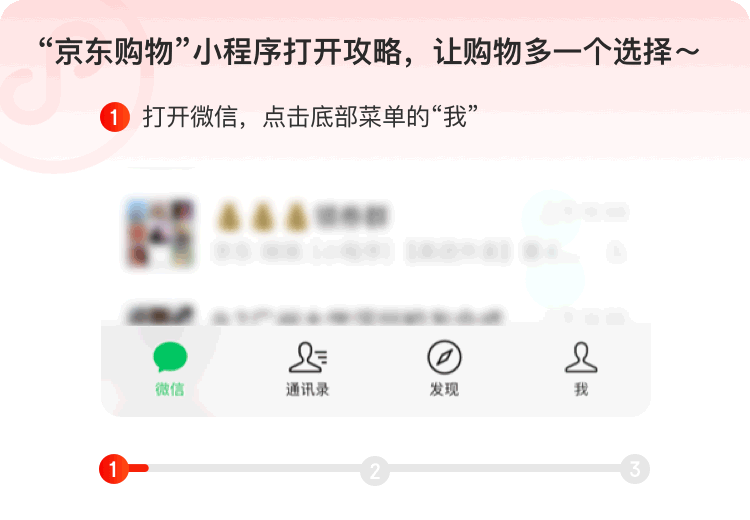 “京东购物”小程序打开攻略，让购物多一个选择～
1 打开微信，点击底部菜单的“我”
微信 通讯录 发现 我
1 2 3